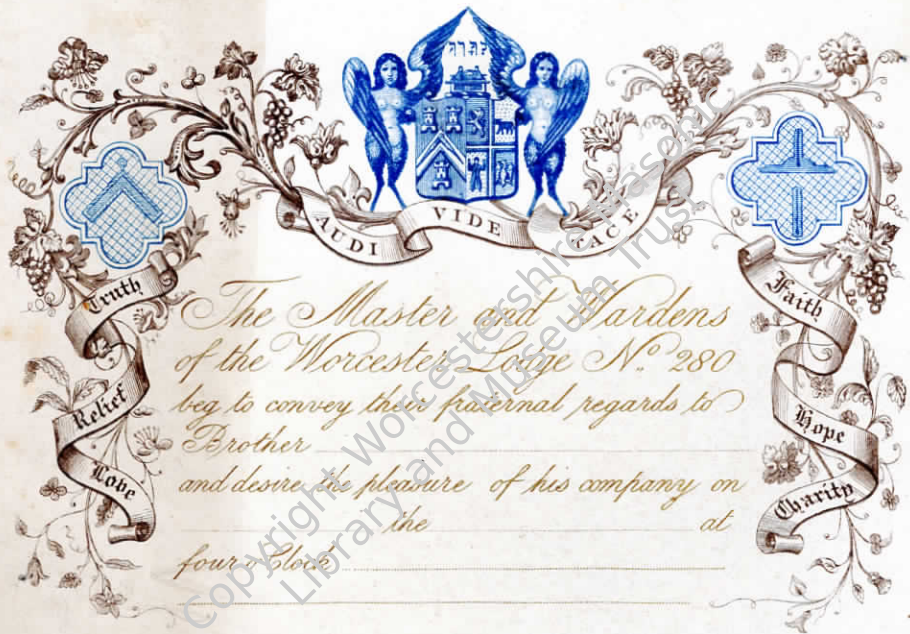 AUDI VIDE TACE
Truth
Relief
Love
Faith
Hope
Charity
The Master and Wardens
of the Worcester Lodge No. 280
beg to convey their fraternal regards to
Brother
and desire the pleasure of his company on
the at
four o'Clock
Copyright Worcestershire Masonic
Library and Museum Trust